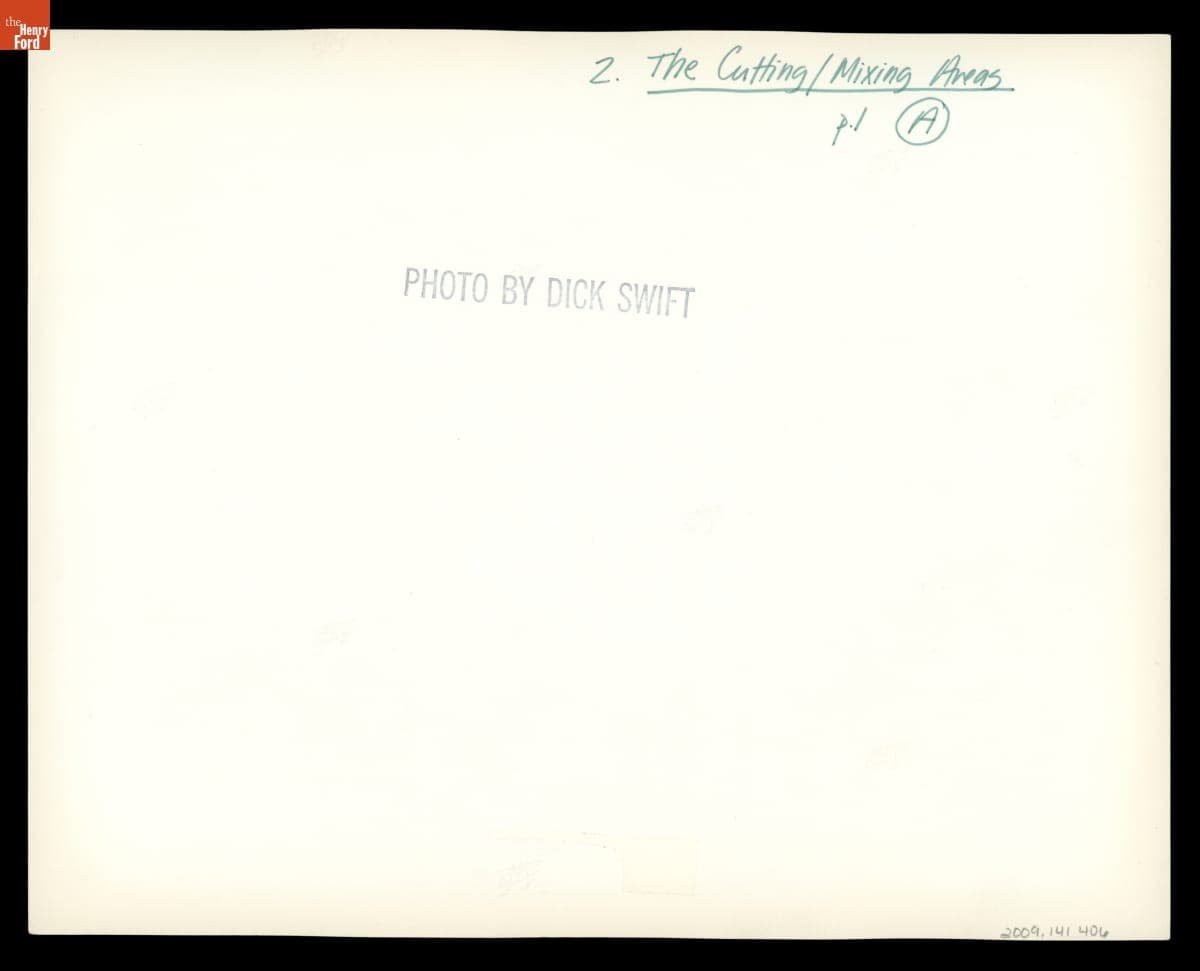 the
Henry
Ford
2. The Cutting/Mixing Areas
p.1 A
PHOTO BY DICK SWIFT
2009.141.406